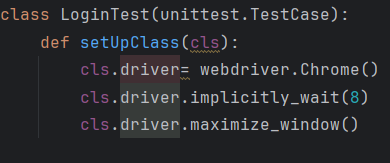 class LoginTest(unittest.TestCase):
    def setUpClass(cls):
        cls.driver= webdriver.Chrome()
        cls.driver.implicitly_wait(8)
        cls.driver.maximize_window()